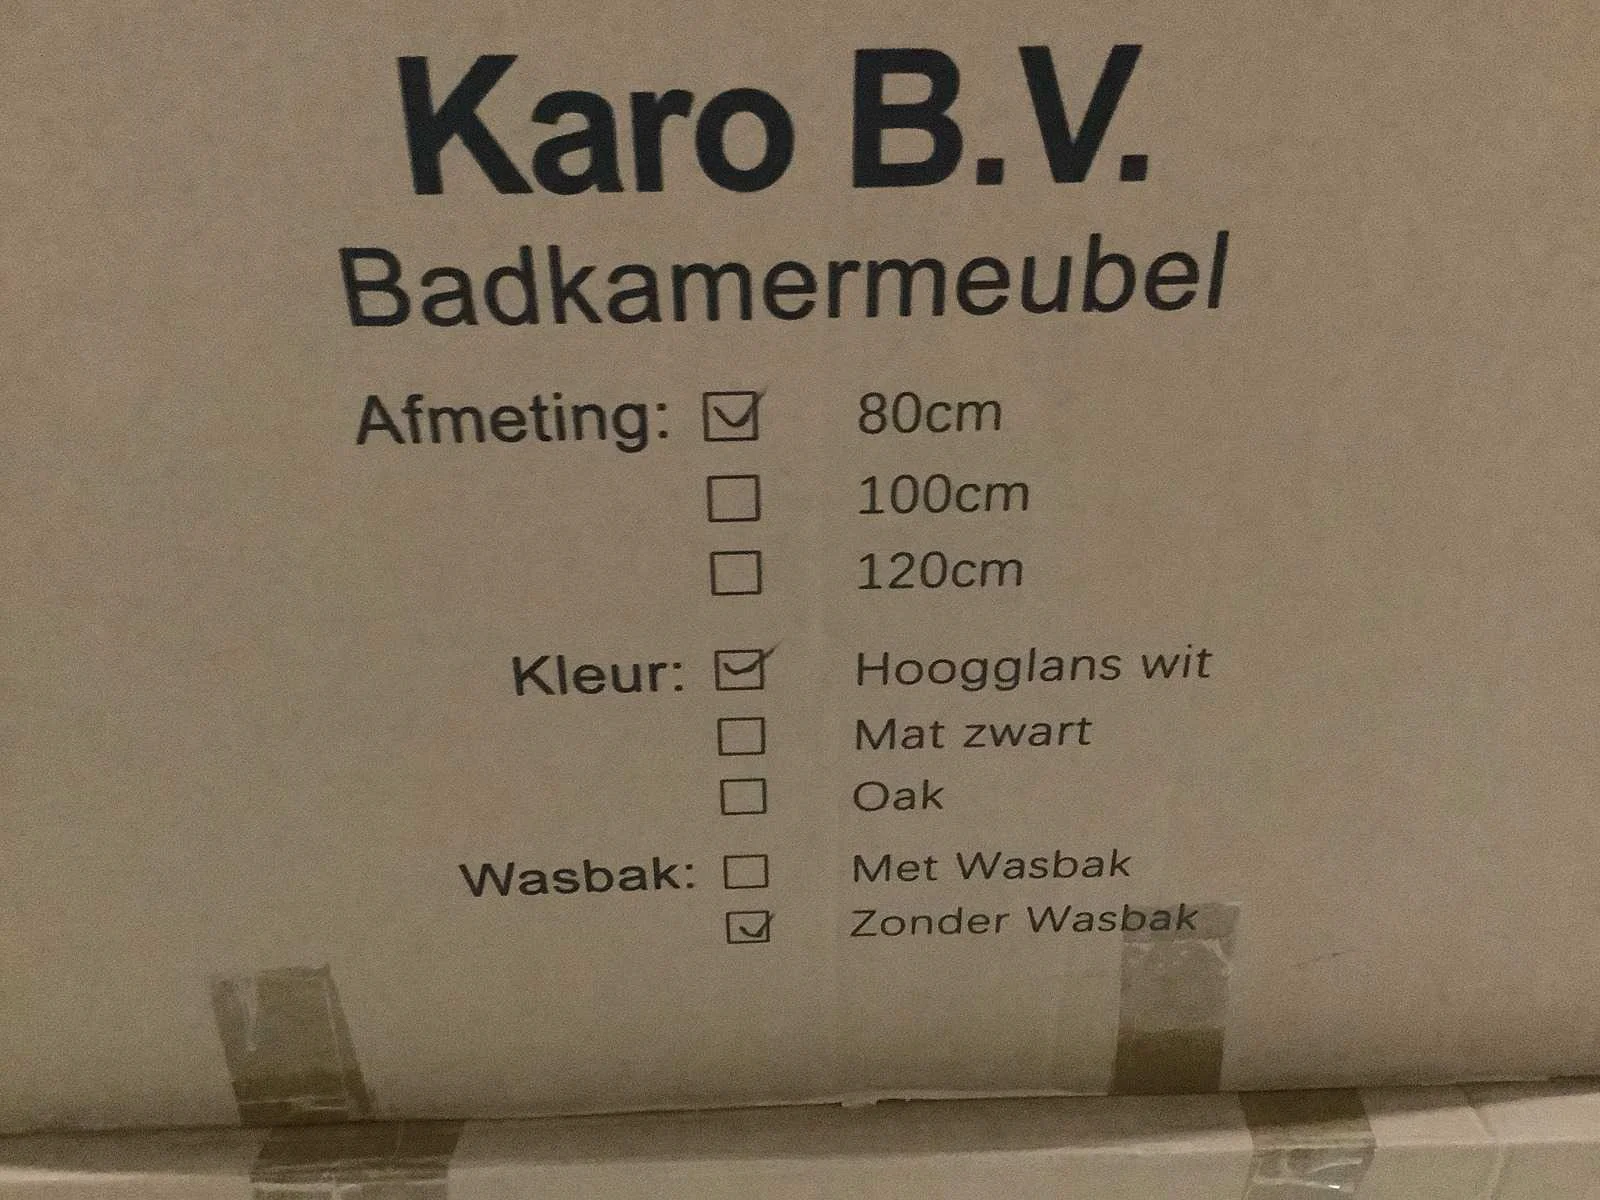 Karo B.V.
Badkamermeubel
Afmeting: ☑ 80cm
☐ 100cm
☐ 120cm
Kleur: ☑ Hoogglans wit
☐ Mat zwart
☐ Oak
Wasbak: ☐ Met Wasbak
☑ Zonder Wasbak